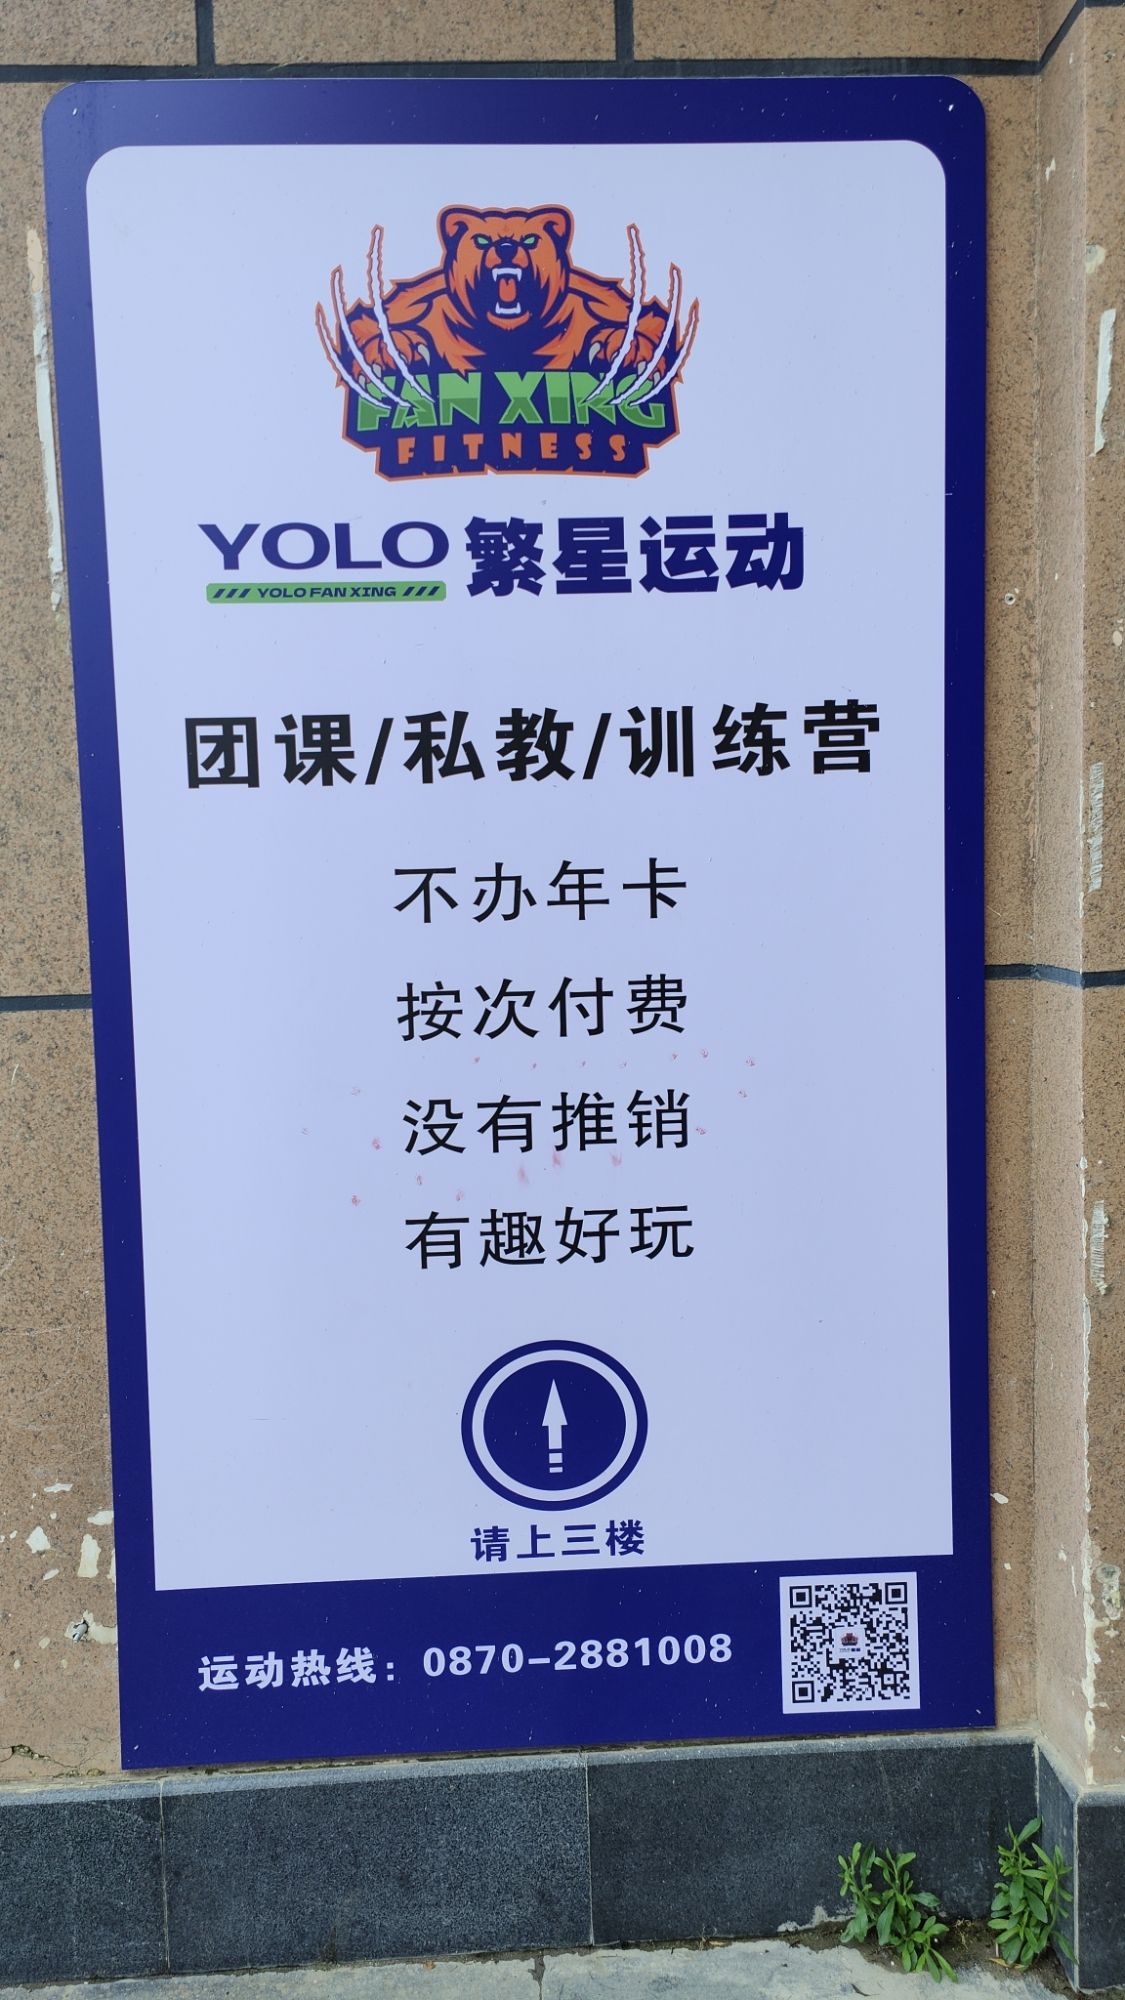 FAN XING
FITNESS
YOLO 繁星运动
/// YOLO FAN XING ///
团课/私教/训练营
不办年卡
按次付费
没有推销
有趣好玩
请上三楼
运动热线：0870-2881008